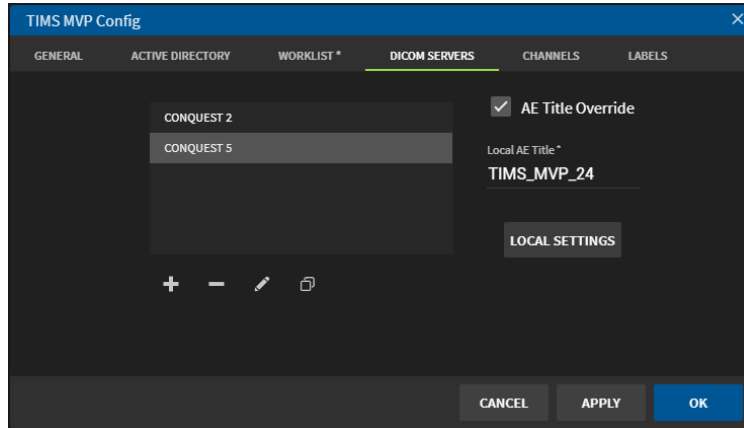 TIMS MVP Config
GENERAL ACTIVE DIRECTORY WORKLIST * DICOM SERVERS CHANNELS LABELS
CONQUEST 2
CONQUEST 5
AE Title Override
Local AE Title *
TIMS_MVP_24
LOCAL SETTINGS
CANCEL APPLY OK